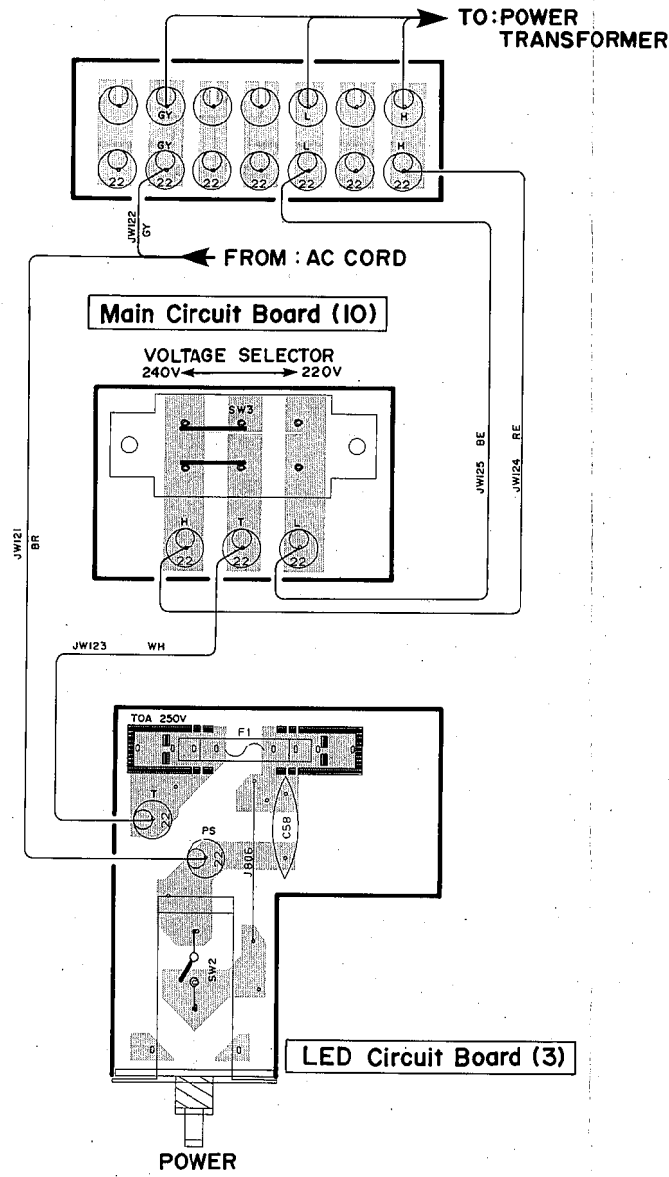 TO:POWER
TRANSFORMER
GY L H
GY L H
22 22 22 22 22 22 22
JW122
GY
FROM : AC CORD
Main Circuit Board (10)
VOLTAGE SELECTOR
240V 220V
SW3
JW125 BE
JW124 RE
H T L
22 22 22
JW121
BR
JW123 WH
TOA 250V
F1
T
22
PS
22
C58
J806
SW2
LED Circuit Board (3)
POWER